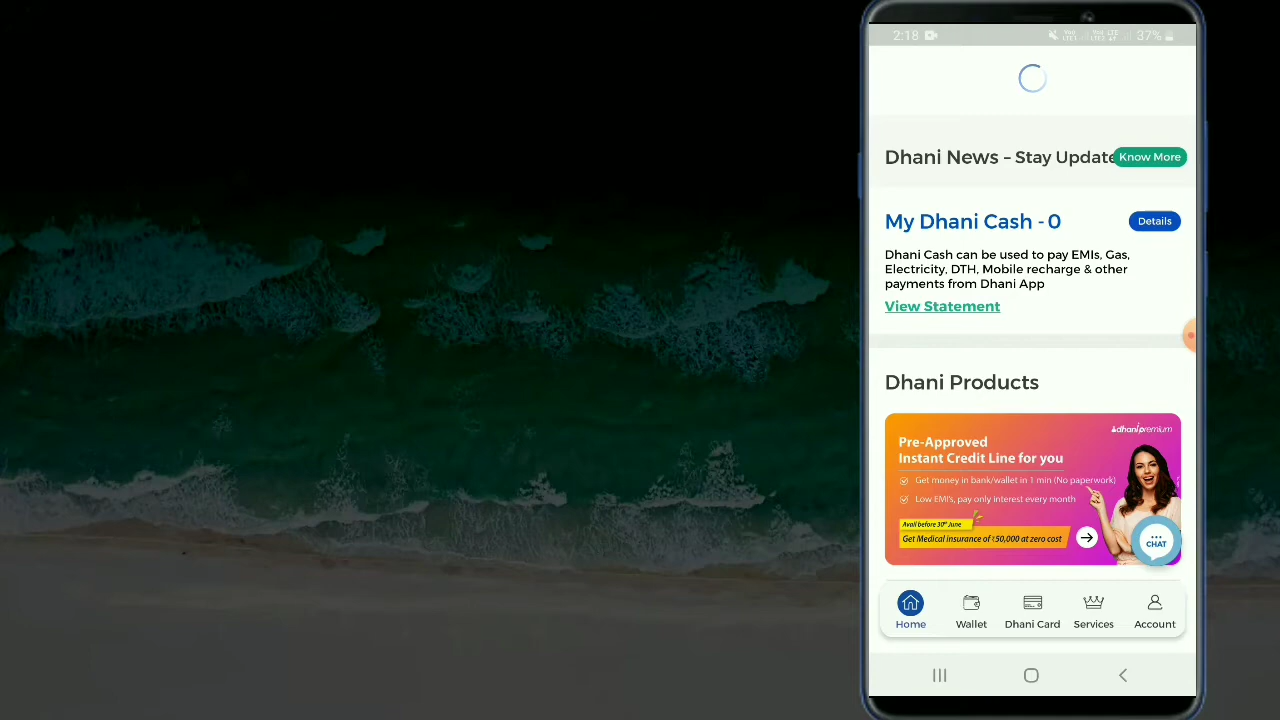 2:18
37%
Dhani News – Stay Update
Know More
My Dhani Cash - 0
Details
Dhani Cash can be used to pay EMIs, Gas,
Electricity, DTH, Mobile recharge & other
payments from Dhani App
View Statement
Dhani Products
dhanipremium
Pre-Approved
Instant Credit Line for you
Get money in bank/wallet in 1 min (No paperwork)
Low EMI's, pay only interest every month
Avail before 30th June
Get Medical insurance of ₹50,000 at zero cost
CHAT
Home
Wallet
Dhani Card
Services
Account